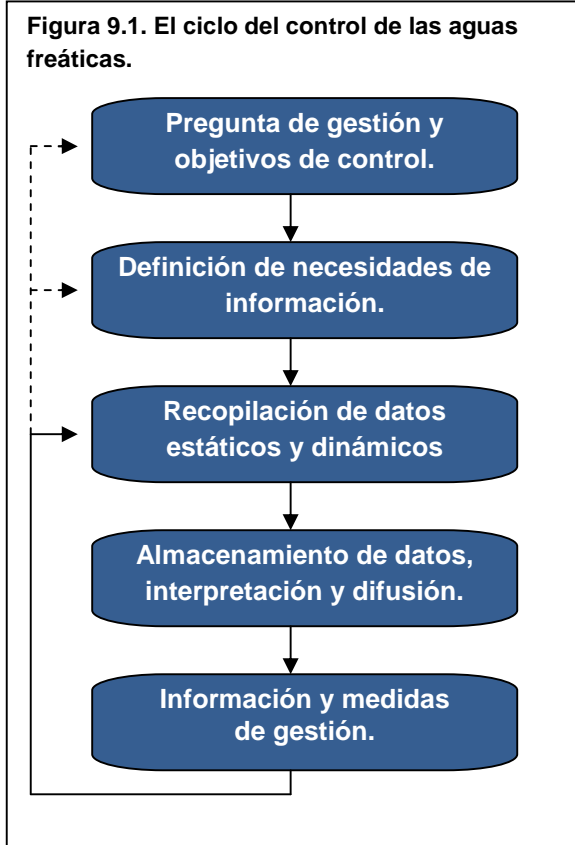 Figura 9.1. El ciclo del control de las aguas
freáticas.
Pregunta de gestión y
objetivos de control.
Definición de necesidades de
información.
Recopilación de datos
estáticos y dinámicos
Almacenamiento de datos,
interpretación y difusión.
Información y medidas
de gestión.